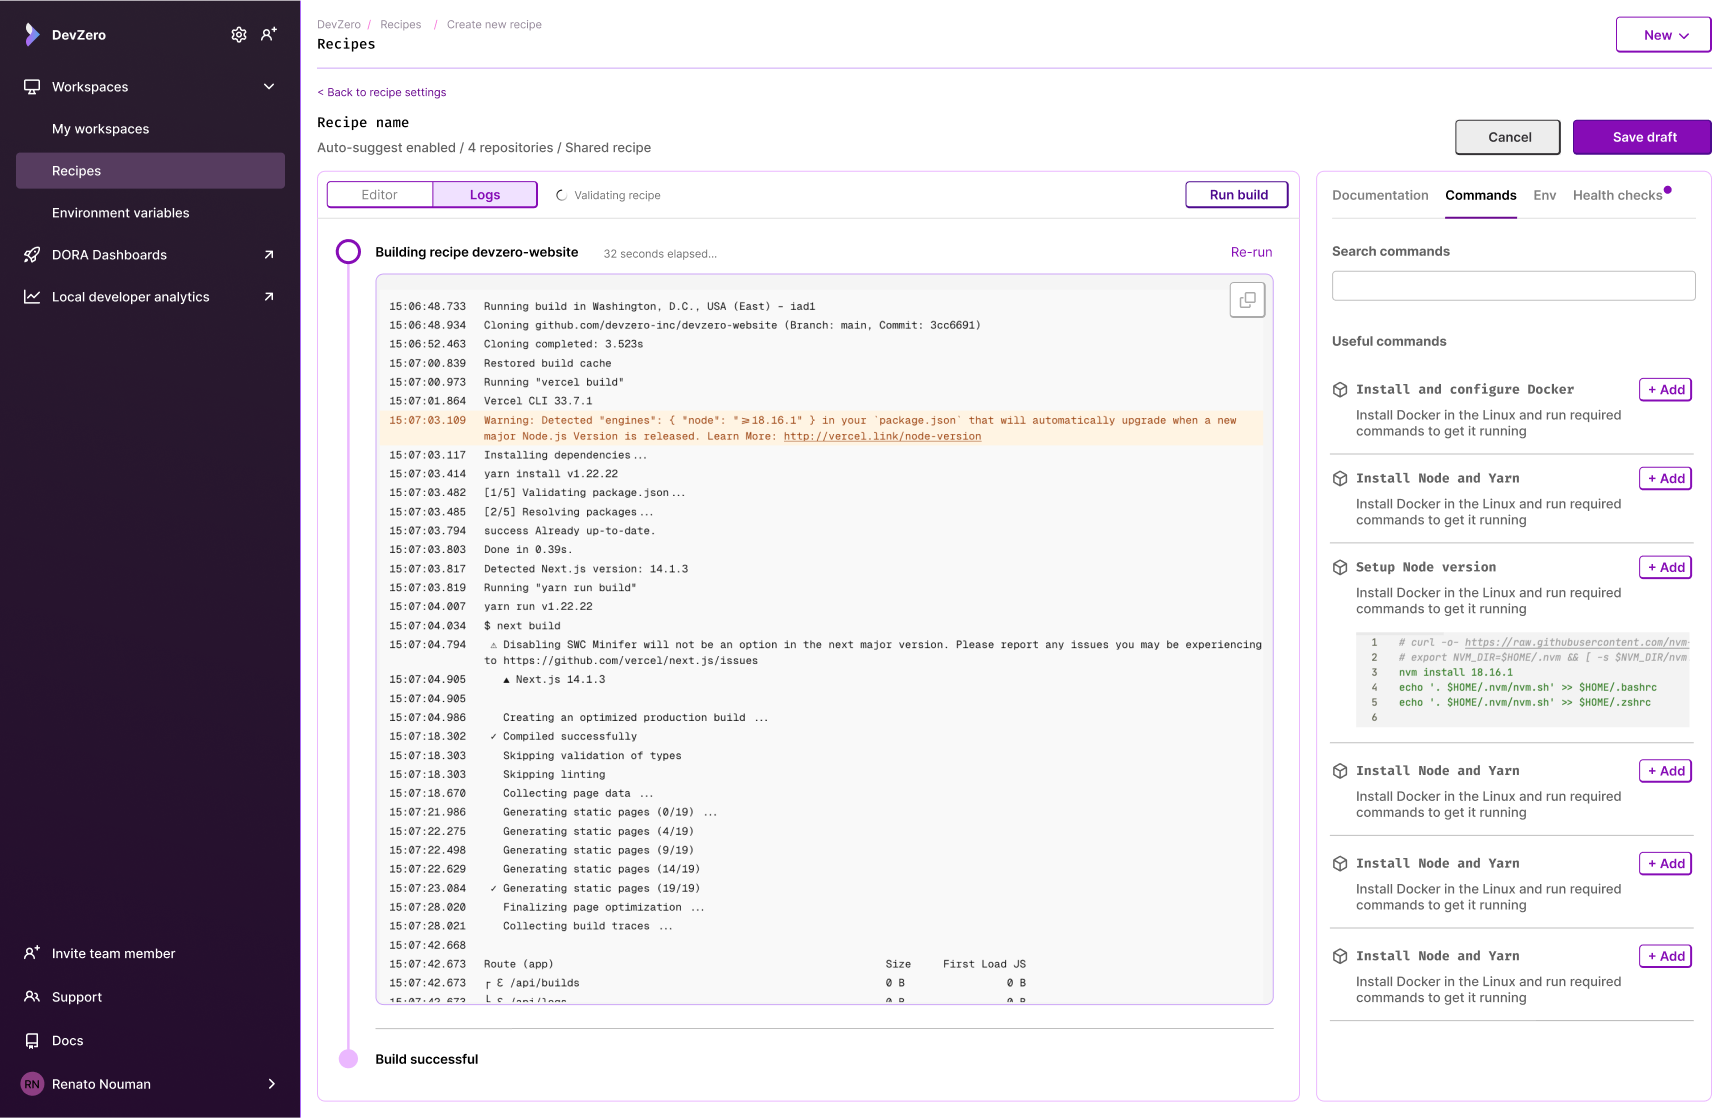 DevZero
Workspaces
My workspaces
Recipes
Environment variables
DORA Dashboards
Local developer analytics
Invite team member
Support
Docs
RN Renato Nouman
DevZero / Recipes / Create new recipe
Recipes
New
< Back to recipe settings
Recipe name
Auto-suggest enabled / 4 repositories / Shared recipe
Cancel
Save draft
Editor
Logs
Validating recipe
Run build
Building recipe devzero-website
32 seconds elapsed...
Re-run
15:06:48.733 Running build in Washington, D.C., USA (East) – iad1
15:06:48.934 Cloning github.com/devzero-inc/devzero-website (Branch: main, Commit: 3cc6691)
15:06:52.463 Cloning completed: 3.523s
15:07:00.839 Restored build cache
15:07:00.973 Running "vercel build"
15:07:01.864 Vercel CLI 33.7.1
15:07:03.109 Warning: Detected "engines": { "node": ">=18.16.1" } in your `package.json` that will automatically upgrade when a new
major Node.js Version is released. Learn More: http://vercel.link/node-version
15:07:03.117 Installing dependencies...
15:07:03.414 yarn install v1.22.22
15:07:03.482 [1/5] Validating package.json...
15:07:03.485 [2/5] Resolving packages...
15:07:03.794 success Already up-to-date.
15:07:03.803 Done in 0.39s.
15:07:03.817 Detected Next.js version: 14.1.3
15:07:03.819 Running "yarn run build"
15:07:04.007 yarn run v1.22.22
15:07:04.034 $ next build
15:07:04.794 ⚠ Disabling SWC Minifer will not be an option in the next major version. Please report any issues you may be experiencing
to https://github.com/vercel/next.js/issues
15:07:04.905 ▲ Next.js 14.1.3
15:07:04.905
15:07:04.986 Creating an optimized production build ...
15:07:18.302 ✓ Compiled successfully
15:07:18.303 Skipping validation of types
15:07:18.303 Skipping linting
15:07:18.670 Collecting page data ...
15:07:21.986 Generating static pages (0/19) ...
15:07:22.275 Generating static pages (4/19)
15:07:22.498 Generating static pages (9/19)
15:07:22.629 Generating static pages (14/19)
15:07:23.084 ✓ Generating static pages (19/19)
15:07:28.020 Finalizing page optimization ...
15:07:28.021 Collecting build traces ...
15:07:42.668
15:07:42.673 Route (app) Size First Load JS
15:07:42.673 ┌ ℇ /api/builds 0 B 0 B
15:07:42.673 └ ℇ /api/logs 0 B 0 B
Build successful
Documentation
Commands
Env
Health checks
Search commands
Useful commands
Install and configure Docker
+ Add
Install Docker in the Linux and run required
commands to get it running
Install Node and Yarn
+ Add
Install Docker in the Linux and run required
commands to get it running
Setup Node version
+ Add
Install Docker in the Linux and run required
commands to get it running
1 # curl -o- https://raw.githubusercontent.com/nvm-
2 # export NVM_DIR=$HOME/.nvm && [ -s $NVM_DIR/nvm
3 nvm install 18.16.1
4 echo '. $HOME/.nvm/nvm.sh' >> $HOME/.bashrc
5 echo '. $HOME/.nvm/nvm.sh' >> $HOME/.zshrc
6
Install Node and Yarn
+ Add
Install Docker in the Linux and run required
commands to get it running
Install Node and Yarn
+ Add
Install Docker in the Linux and run required
commands to get it running
Install Node and Yarn
+ Add
Install Docker in the Linux and run required
commands to get it running